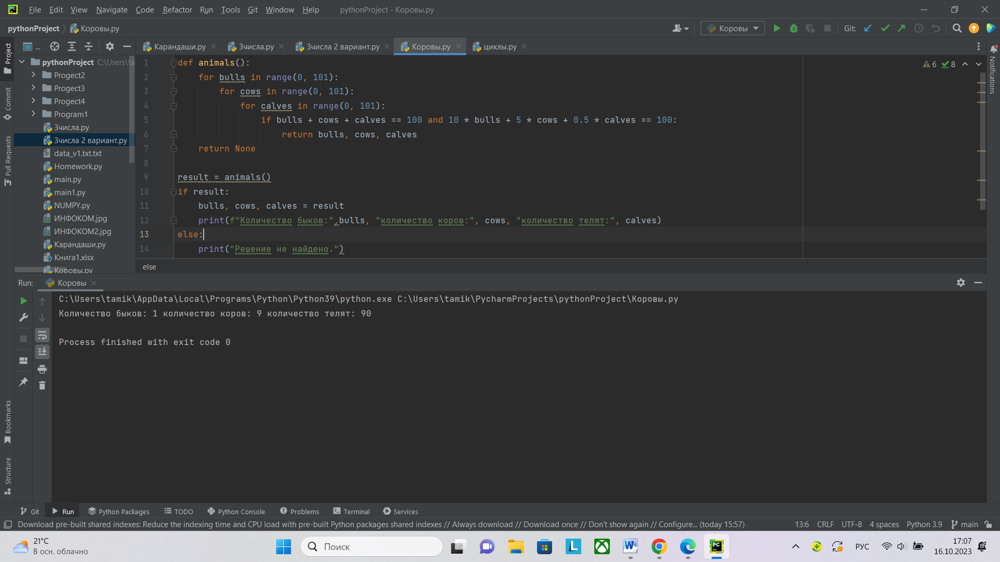 File Edit View Navigate Code Refactor Run Tools Git Window Help pythonProject - Коровы.py
pythonProject Коровы.py Коровы Git:
... Карандаши.py 3числа.py 3числа 2 вариант.py Коровы.py циклы.py
Project
Commit
Pull Requests
Bookmarks
Structure
Notifications
pythonProject C:\Users\ta
Progect2
Progect3
Progect4
Program1
3числа.py
3числа 2 вариант.py
data_v1.txt.txt
Homework.py
main.py
main1.py
NUMPY.py
ИНФОКОМ.jpg
ИНФОКОМ2.jpg
Карандаши.py
Книга1.xlsx
Коровы.py
6 8
1 def animals():
2 for bulls in range(0, 101):
3 for cows in range(0, 101):
4 for calves in range(0, 101):
5 if bulls + cows + calves == 100 and 10 * bulls + 5 * cows + 0.5 * calves == 100:
6 return bulls, cows, calves
7 return None
8
9 result = animals()
10 if result:
11 bulls, cows, calves = result
12 print(f"Количество быков:",bulls, "количество коров:", cows, "количество телят:", calves)
13 else:
14 print("Решение не найдено.")
else
Run: Коровы
C:\Users\tamik\AppData\Local\Programs\Python\Python39\python.exe C:\Users\tamik\PycharmProjects\pythonProject\Коровы.py
Количество быков: 1 количество коров: 9 количество телят: 90
Process finished with exit code 0
Git Run Python Packages TODO Python Console Problems Terminal Services
Download pre-built shared indexes: Reduce the indexing time and CPU load with pre-built Python packages shared indexes // Always download // Download once // Don't show again // Configure... (today 15:57) 13:6 CRLF UTF-8 4 spaces Python 3.9 main
21°C
В осн. облачно
Поиск
РУС
17:07
16.10.2023